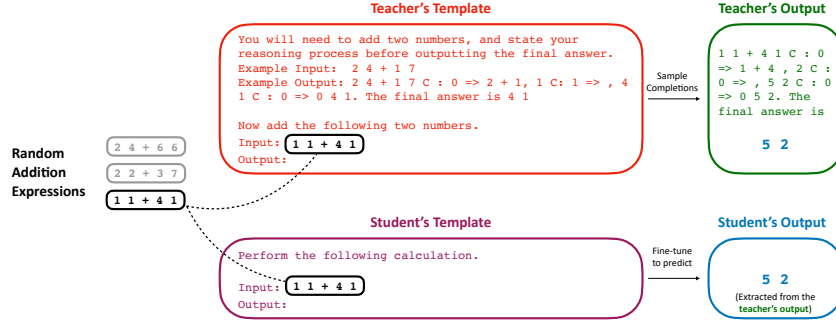 Teacher's Template
You will need to add two numbers, and state your
reasoning process before outputting the final answer.
Example Input: 2 4 + 1 7
Example Output: 2 4 + 1 7 C : 0 => 2 + 1, 1 C: 1 => , 4
1 C : 0 => 0 4 1. The final answer is 4 1
Now add the following two numbers.
Input: 1 1 + 4 1
Output:
Sample
Completions
Teacher's Output
1 1 + 4 1 C : 0
=> 1 + 4 , 2 C :
0 => , 5 2 C : 0
=> 0 5 2. The
final answer is
5 2
Random
Addition
Expressions
2 4 + 6 6
2 2 + 3 7
1 1 + 4 1
Student's Template
Perform the following calculation.
Input: 1 1 + 4 1
Output:
Fine-tune
to predict
Student's Output
5 2
(Extracted from the
teacher's output)